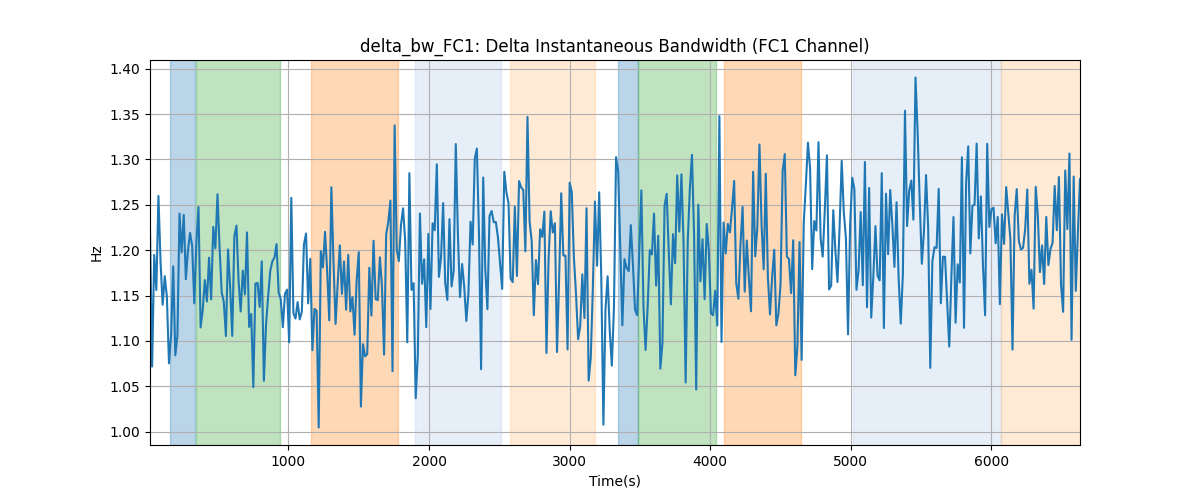 delta_bw_FC1: Delta Instantaneous Bandwidth (FC1 Channel)
1.40
1.35
1.30
1.25
1.20
1.15
1.10
1.05
1.00
Hz
1000 2000 3000 4000 5000 6000
Time(s)